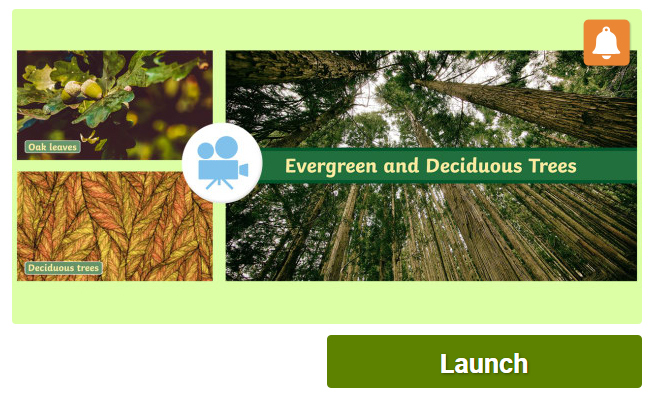 Oak leaves
Evergreen and Deciduous Trees
Deciduous trees
Launch